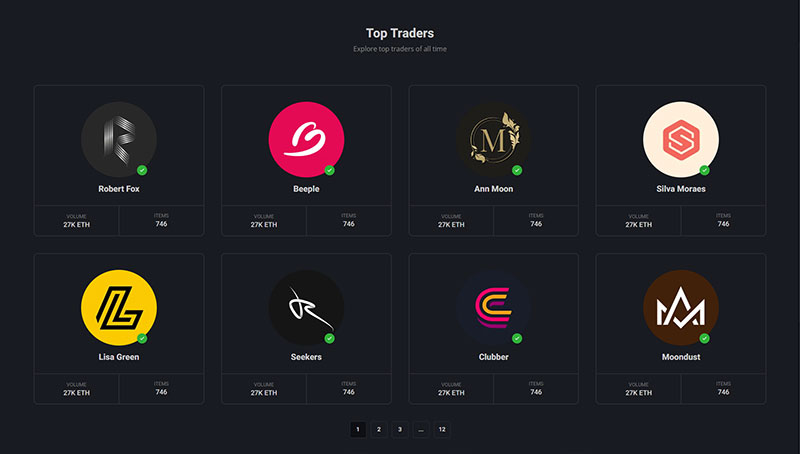 Top Traders
Explore top traders of all time
Robert Fox
VOLUME ITEMS
27K ETH 746
Beeple
VOLUME ITEMS
27K ETH 746
M
Ann Moon
VOLUME ITEMS
27K ETH 746
Silva Moraes
VOLUME ITEMS
27K ETH 746
Lisa Green
VOLUME ITEMS
27K ETH 746
Seekers
VOLUME ITEMS
27K ETH 746
Clubber
VOLUME ITEMS
27K ETH 746
Moondust
VOLUME ITEMS
27K ETH 746
1 2 3 ... 12